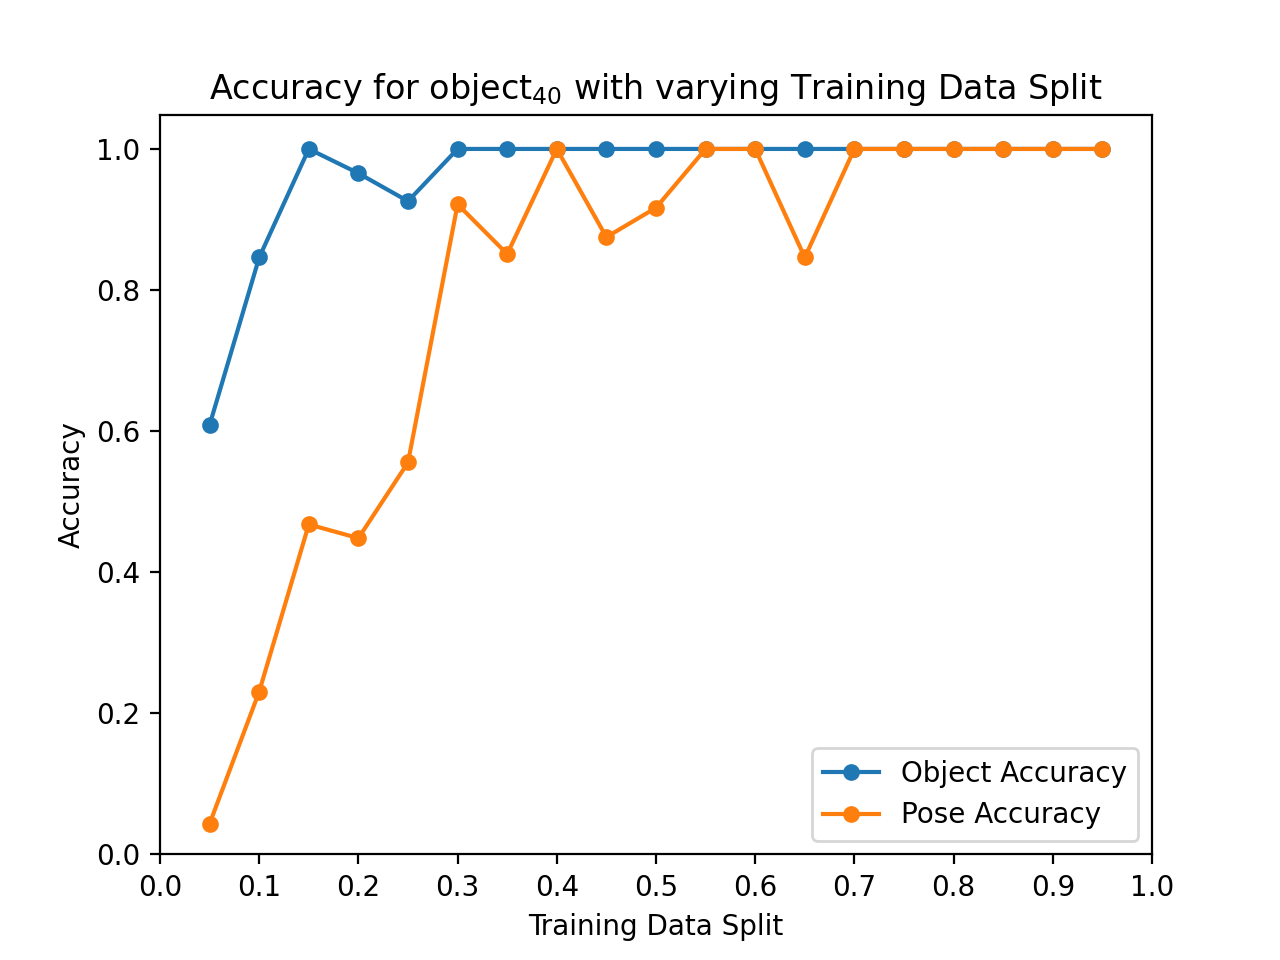 Accuracy for object₄₀ with varying Training Data Split
1.0
0.8
0.6
0.4
0.2
0.0
Accuracy
Object Accuracy
Pose Accuracy
0.0 0.1 0.2 0.3 0.4 0.5 0.6 0.7 0.8 0.9 1.0
Training Data Split